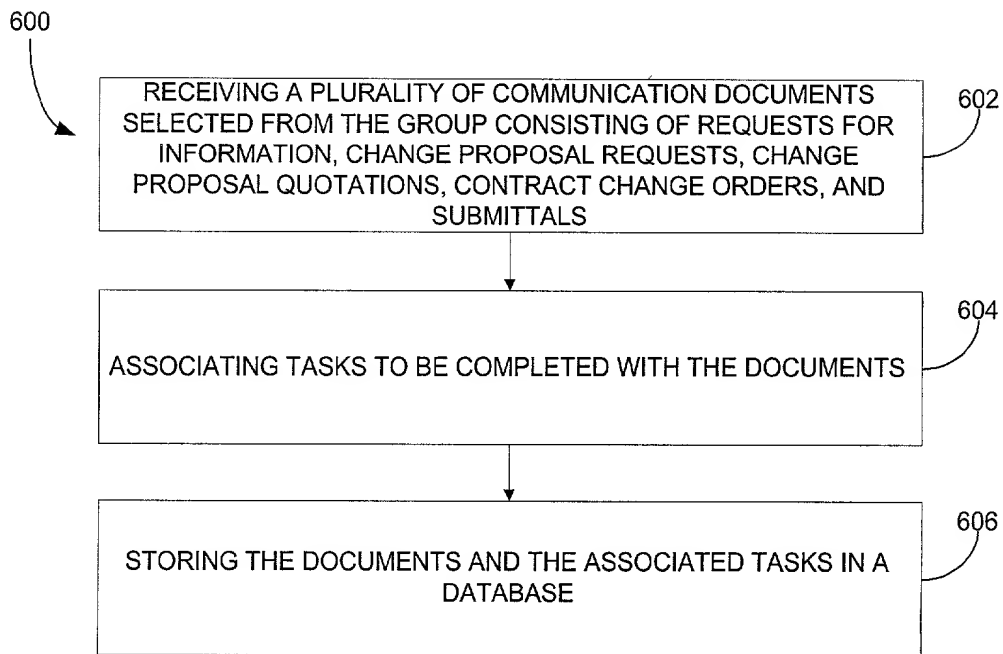 600
RECEIVING A PLURALITY OF COMMUNICATION DOCUMENTS
SELECTED FROM THE GROUP CONSISTING OF REQUESTS FOR
INFORMATION, CHANGE PROPOSAL REQUESTS, CHANGE
PROPOSAL QUOTATIONS, CONTRACT CHANGE ORDERS, AND
SUBMITTALS
602
ASSOCIATING TASKS TO BE COMPLETED WITH THE DOCUMENTS
604
STORING THE DOCUMENTS AND THE ASSOCIATED TASKS IN A
DATABASE
606